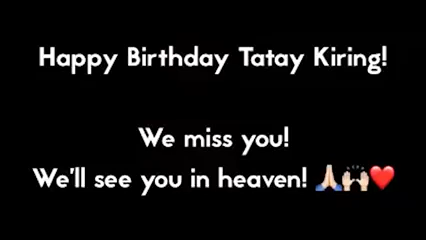 Happy Birthday Tatay Kiring!
We miss you!
We'll see you in heaven! 🙏🏻🙌🏻❤️